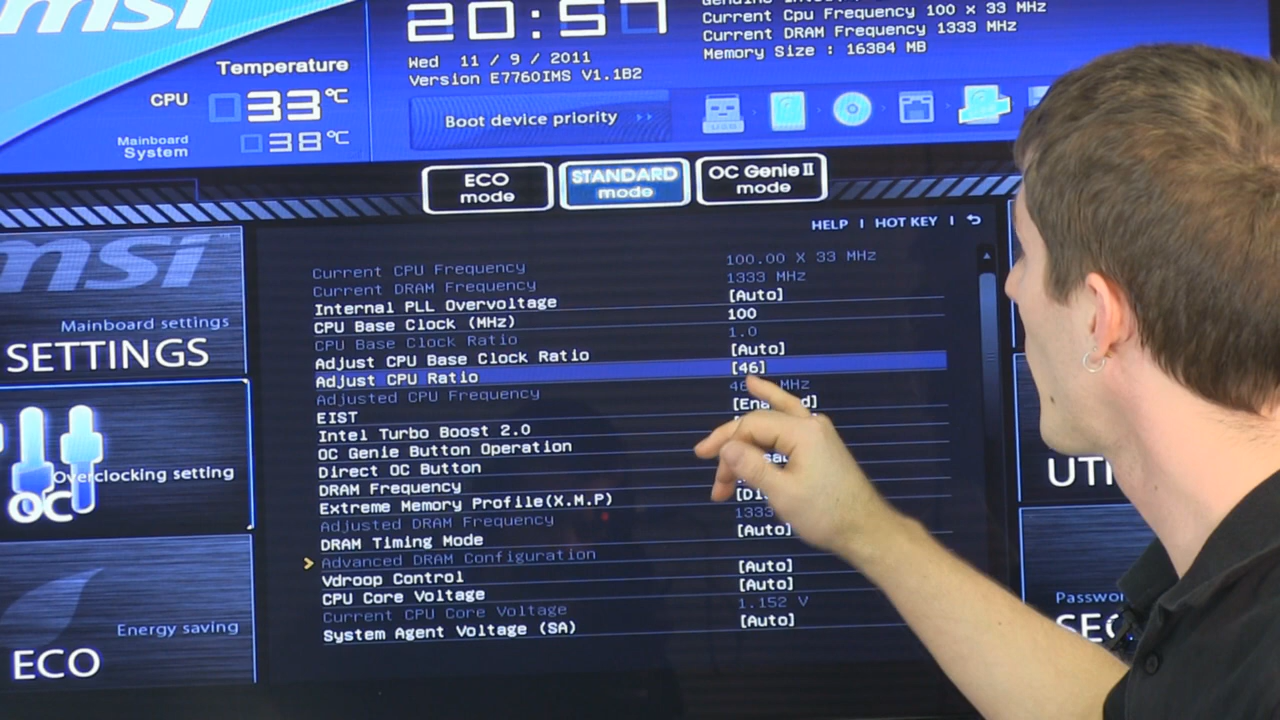 msi
20:57
Current Cpu Frequency 100 x 33 MHz
Current DRAM Frequency 1333 MHz
Memory Size : 16384 MB
Temperature
Wed 11 / 9 / 2011
Version E7760IMS V1.1B2
CPU 33°C
Mainboard
System 38°C
Boot device priority
ECO
mode
STANDARD
mode
OC Genie II
mode
HELP | HOT KEY |
msi
Mainboard settings
SETTINGS
Overclocking setting
OC
Energy saving
ECO
Current CPU Frequency 100.00 X 33 MHz
Current DRAM Frequency 1333 MHz
Internal PLL Overvoltage [Auto]
CPU Base Clock (MHz) 100
CPU Base Clock Ratio 1.0
Adjust CPU Base Clock Ratio [Auto]
Adjust CPU Ratio [46]
Adjusted CPU Frequency MHz
EIST
Intel Turbo Boost 2.0
OC Genie Button Operation
Direct OC Button
DRAM Frequency
Extreme Memory Profile(X.M.P)
Adjusted DRAM Frequency 1333
DRAM Timing Mode [Auto]
Advanced DRAM Configuration
Vdroop Control [Auto]
CPU Core Voltage [Auto]
Current CPU Core Voltage 1.152 V
System Agent Voltage (SA) [Auto]